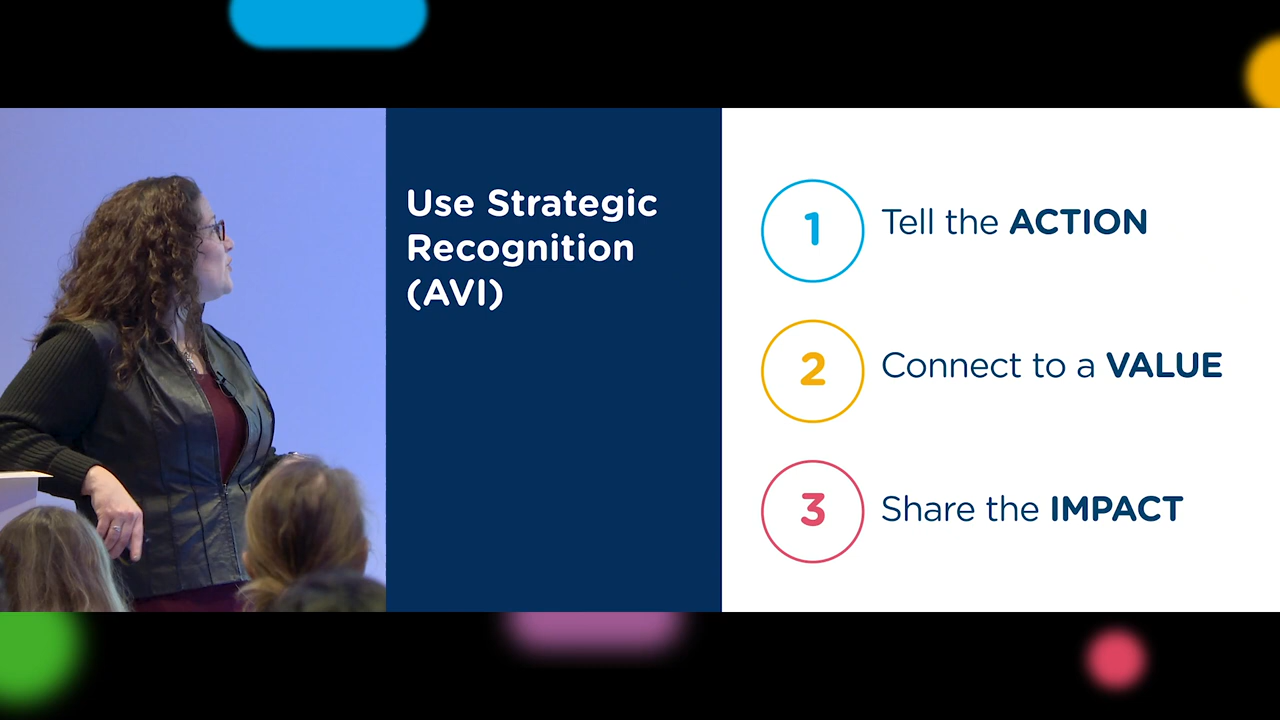 Use Strategic
Recognition
(AVI)
1 Tell the ACTION
2 Connect to a VALUE
3 Share the IMPACT